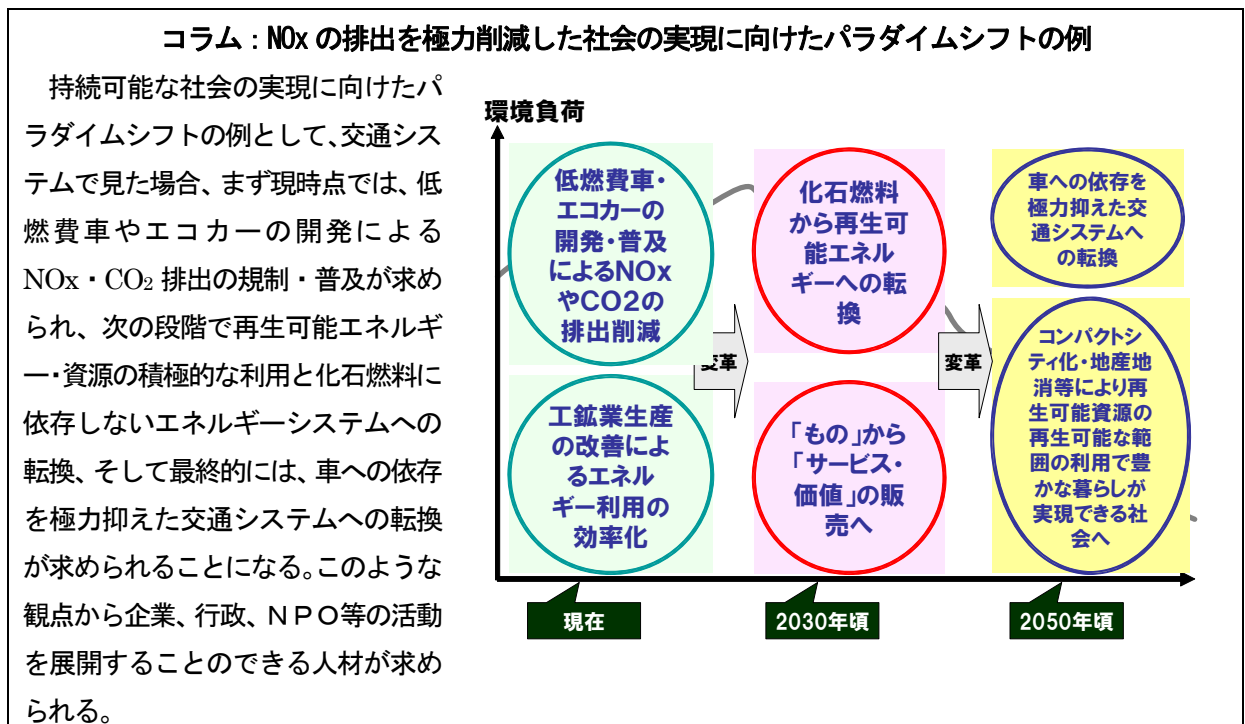 コラム：NOx の排出を極力削減した社会の実現に向けたパラダイムシフトの例
持続可能な社会の実現に向けたパ
ラダイムシフトの例として、交通シス
テムで見た場合、まず現時点では、低
燃費車やエコカーの開発による
NOx・CO2 排出の規制・普及が求め
られ、次の段階で再生可能エネルギ
ー・資源の積極的な利用と化石燃料に
依存しないエネルギーシステムへの
転換、そして最終的には、車への依存
を極力抑えた交通システムへの転換
が求められることになる。このような
観点から企業、行政、ＮＰＯ等の活動
を展開することのできる人材が求め
られる。
環境負荷
低燃費車・
エコカーの
開発・普及
によるNOx
やCO2の
排出削減
工鉱業生産
の改善によ
るエネル
ギー利用の
効率化
変革
化石燃料
から再生可
能エネル
ギーへの転
換
「もの」から
「サービス・
価値」の販
売へ
変革
車への依存を
極力抑えた交
通システムへ
の転換
コンパクトシ
ティ化・地産地
消等により再
生可能資源の
再生可能な範
囲の利用で豊
かな暮らしが
実現できる社
会へ
現在
2030年頃
2050年頃